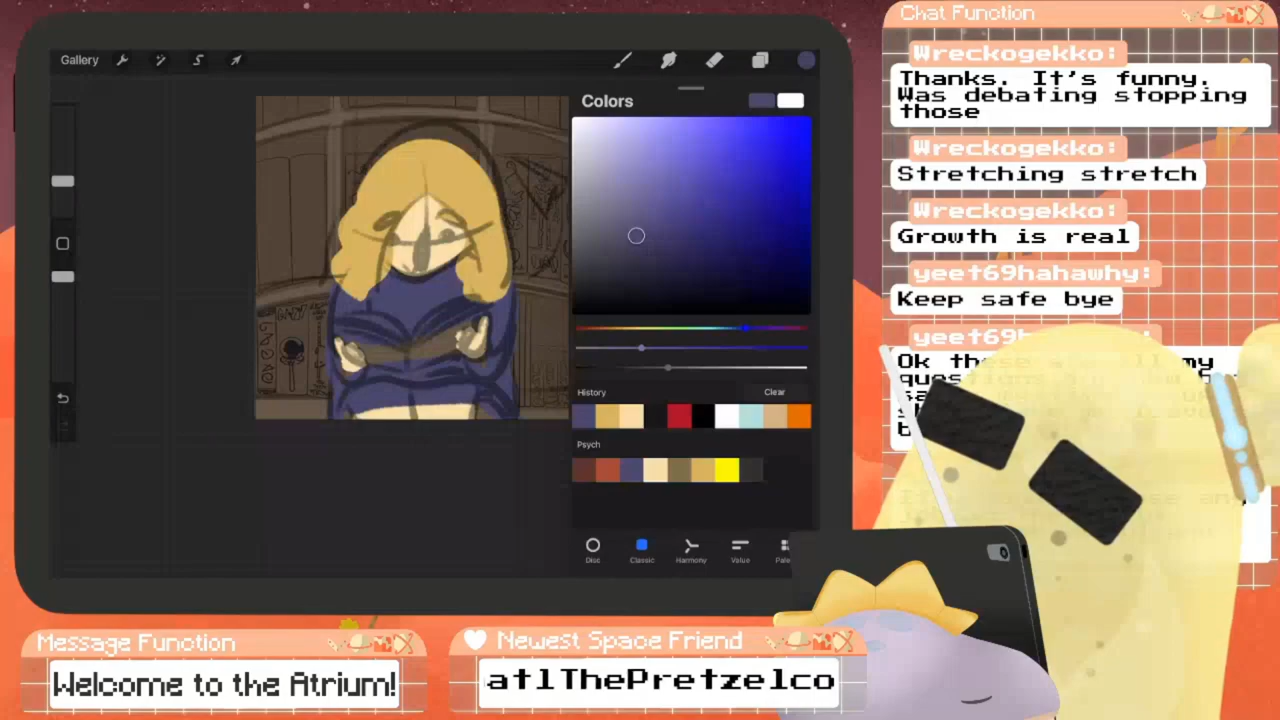 Gallery
Colors
History
Clear
Psych
Disc
Classic
Harmony
Value
Chat Function
Wreckogekko:
Thanks. It's funny.
Was debating stopping
those
Wreckogekko:
Stretching stretch
Wreckogekko:
Growth is real
yeet69hahawhy:
Keep safe bye
Message Function
Welcome to the Atrium!
Newest Space Friend
at1ThePretzelco